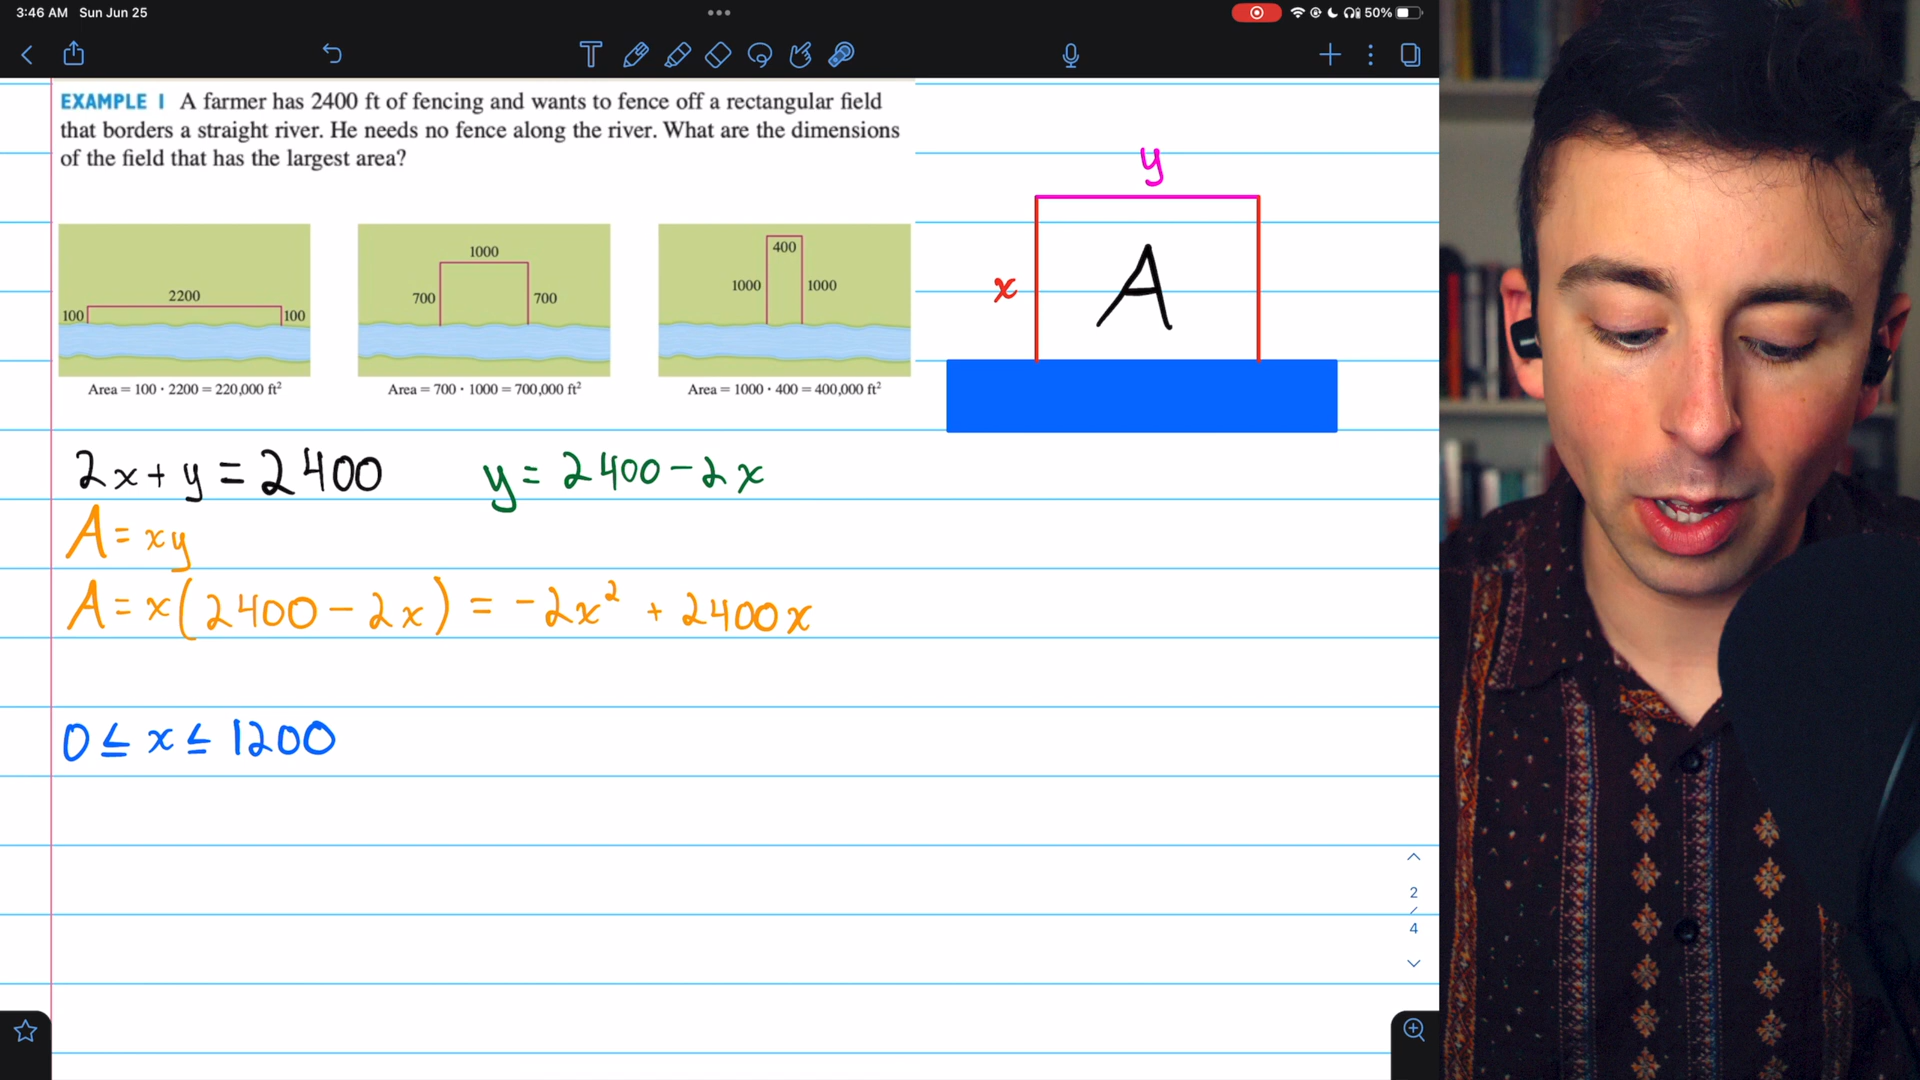 3:46 AM Sun Jun 25
50%
EXAMPLE 1 A farmer has 2400 ft of fencing and wants to fence off a rectangular field
that borders a straight river. He needs no fence along the river. What are the dimensions
of the field that has the largest area?
100 2200 100
Area = 100 · 2200 = 220,000 ft²
1000
700 700
Area = 700 · 1000 = 700,000 ft²
400
1000 1000
Area = 1000 · 400 = 400,000 ft²
y
x A
2x + y = 2400 y = 2400 - 2x
A = xy
A = x(2400 - 2x) = -2x² + 2400x
0 ≤ x ≤ 1200
2
/
4